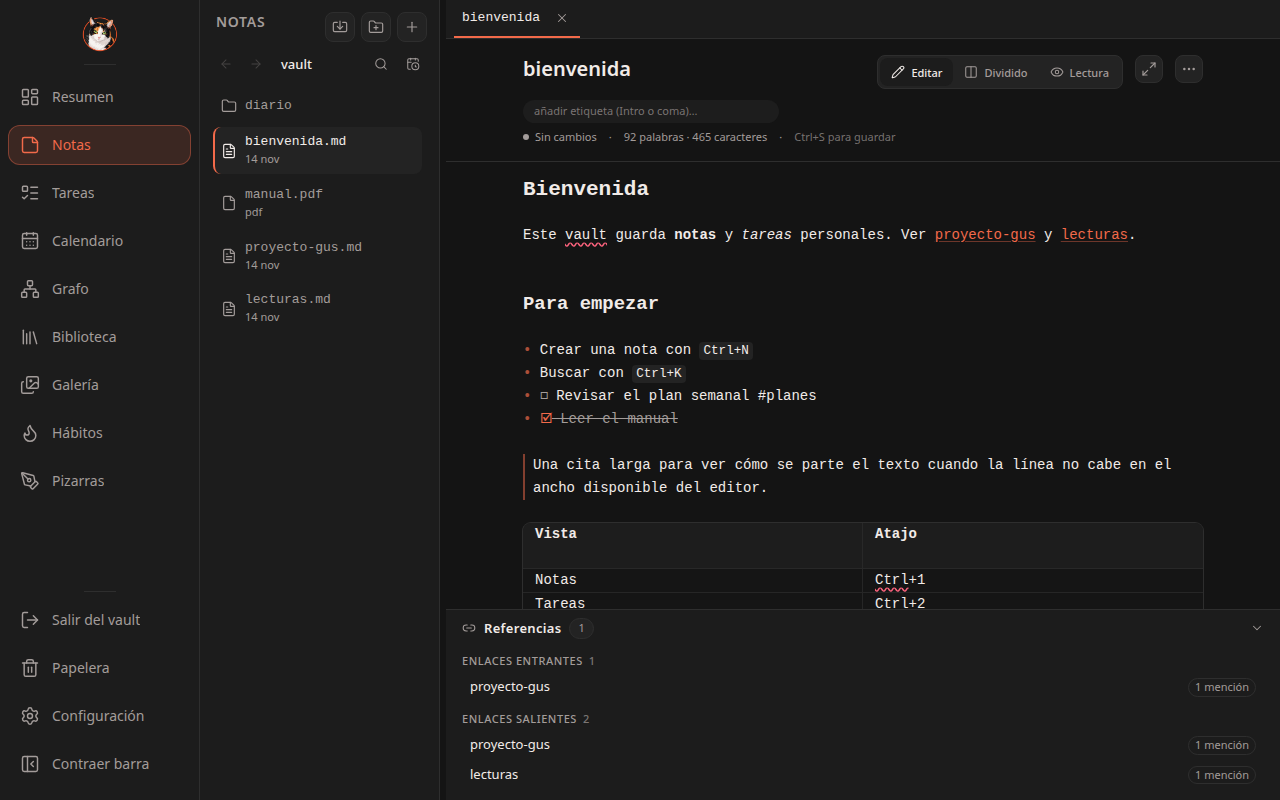 Resumen
Notas
Tareas
Calendario
Grafo
Biblioteca
Galería
Hábitos
Pizarras
Salir del vault
Papelera
Configuración
Contraer barra
NOTAS
vault
diario
bienvenida.md
14 nov
manual.pdf
pdf
proyecto-gus.md
14 nov
lecturas.md
14 nov
bienvenida
bienvenida
Editar Dividido Lectura
añadir etiqueta (Intro o coma)...
Sin cambios · 92 palabras · 465 caracteres · Ctrl+S para guardar
Bienvenida
Este vault guarda notas y tareas personales. Ver proyecto-gus y lecturas.
Para empezar
• Crear una nota con Ctrl+N
• Buscar con Ctrl+K
• ☐ Revisar el plan semanal #planes
• ☑ Leer el manual
Una cita larga para ver cómo se parte el texto cuando la línea no cabe en el
ancho disponible del editor.
Vista Atajo
Notas Ctrl+1
Tareas Ctrl+2
Referencias 1
ENLACES ENTRANTES 1
proyecto-gus 1 mención
ENLACES SALIENTES 2
proyecto-gus 1 mención
lecturas 1 mención